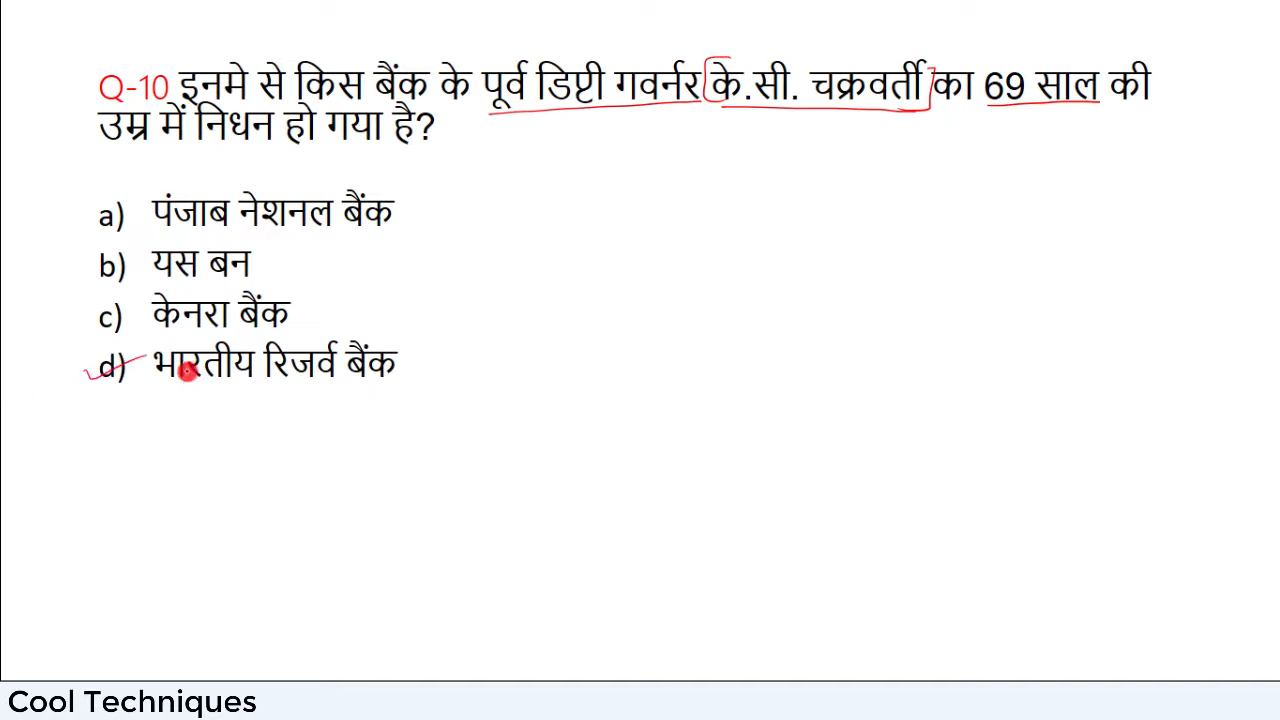 Q-10 इनमे से किस बैंक के पूर्व डिप्टी गवर्नर के.सी. चक्रवर्ती का 69 साल की
उम्र में निधन हो गया है?
a) पंजाब नेशनल बैंक
b) यस बन
c) केनरा बैंक
d) भारतीय रिजर्व बैंक
Cool Techniques